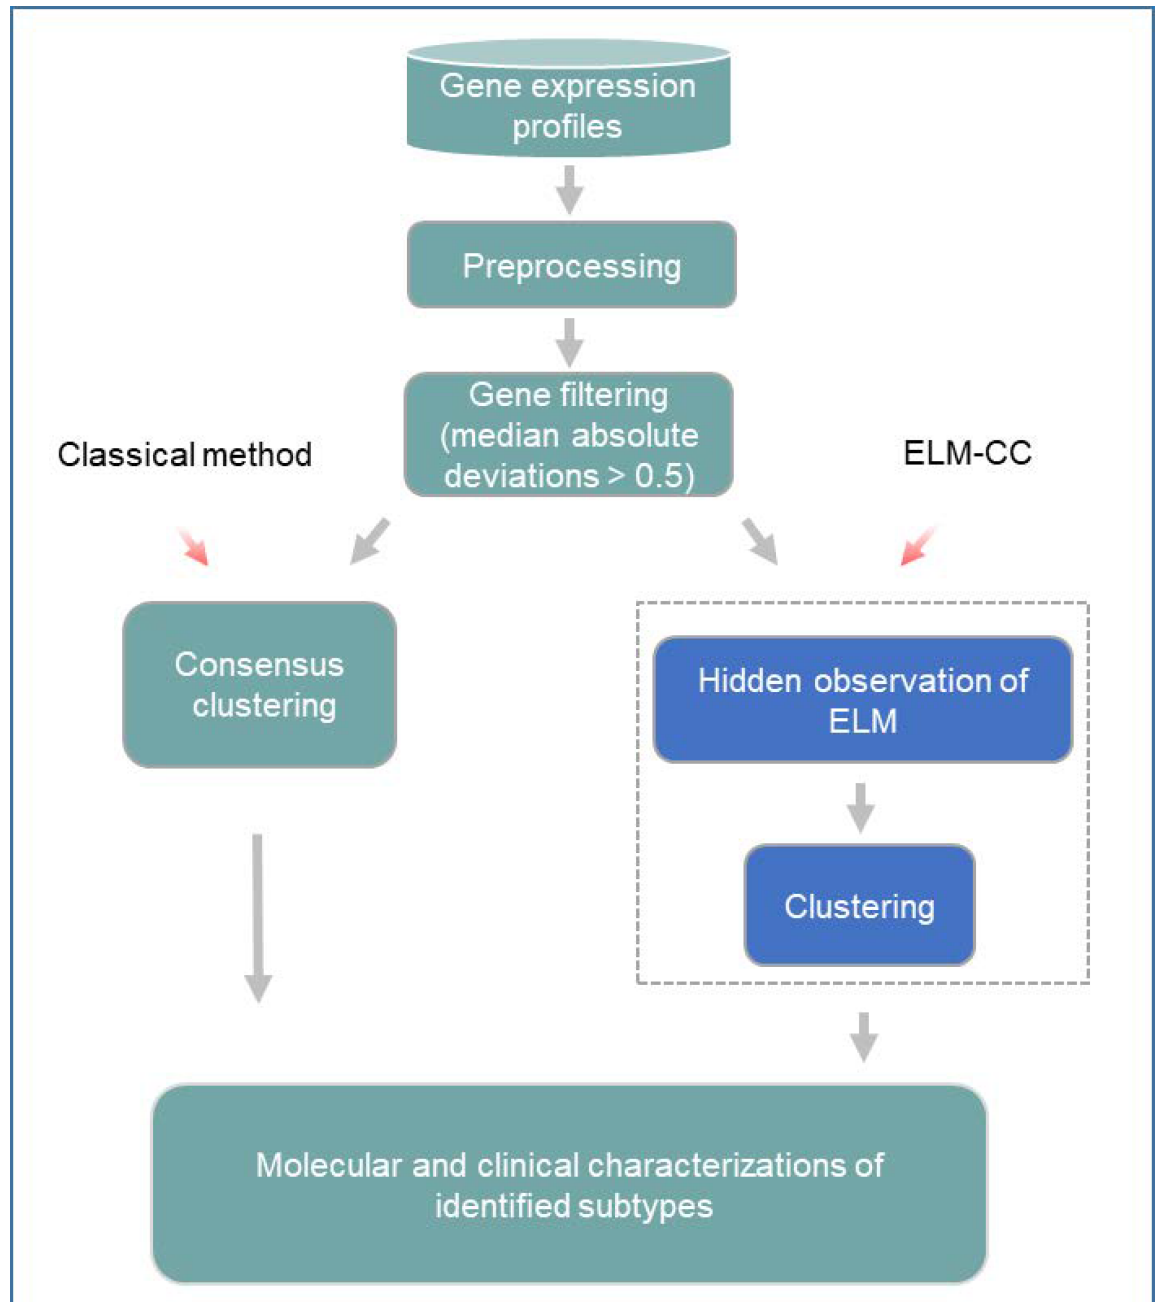 Gene expression
profiles
Preprocessing
Gene filtering
(median absolute
deviations > 0.5)
Classical method
ELM-CC
Consensus
clustering
Hidden observation of
ELM
Clustering
Molecular and clinical characterizations of
identified subtypes